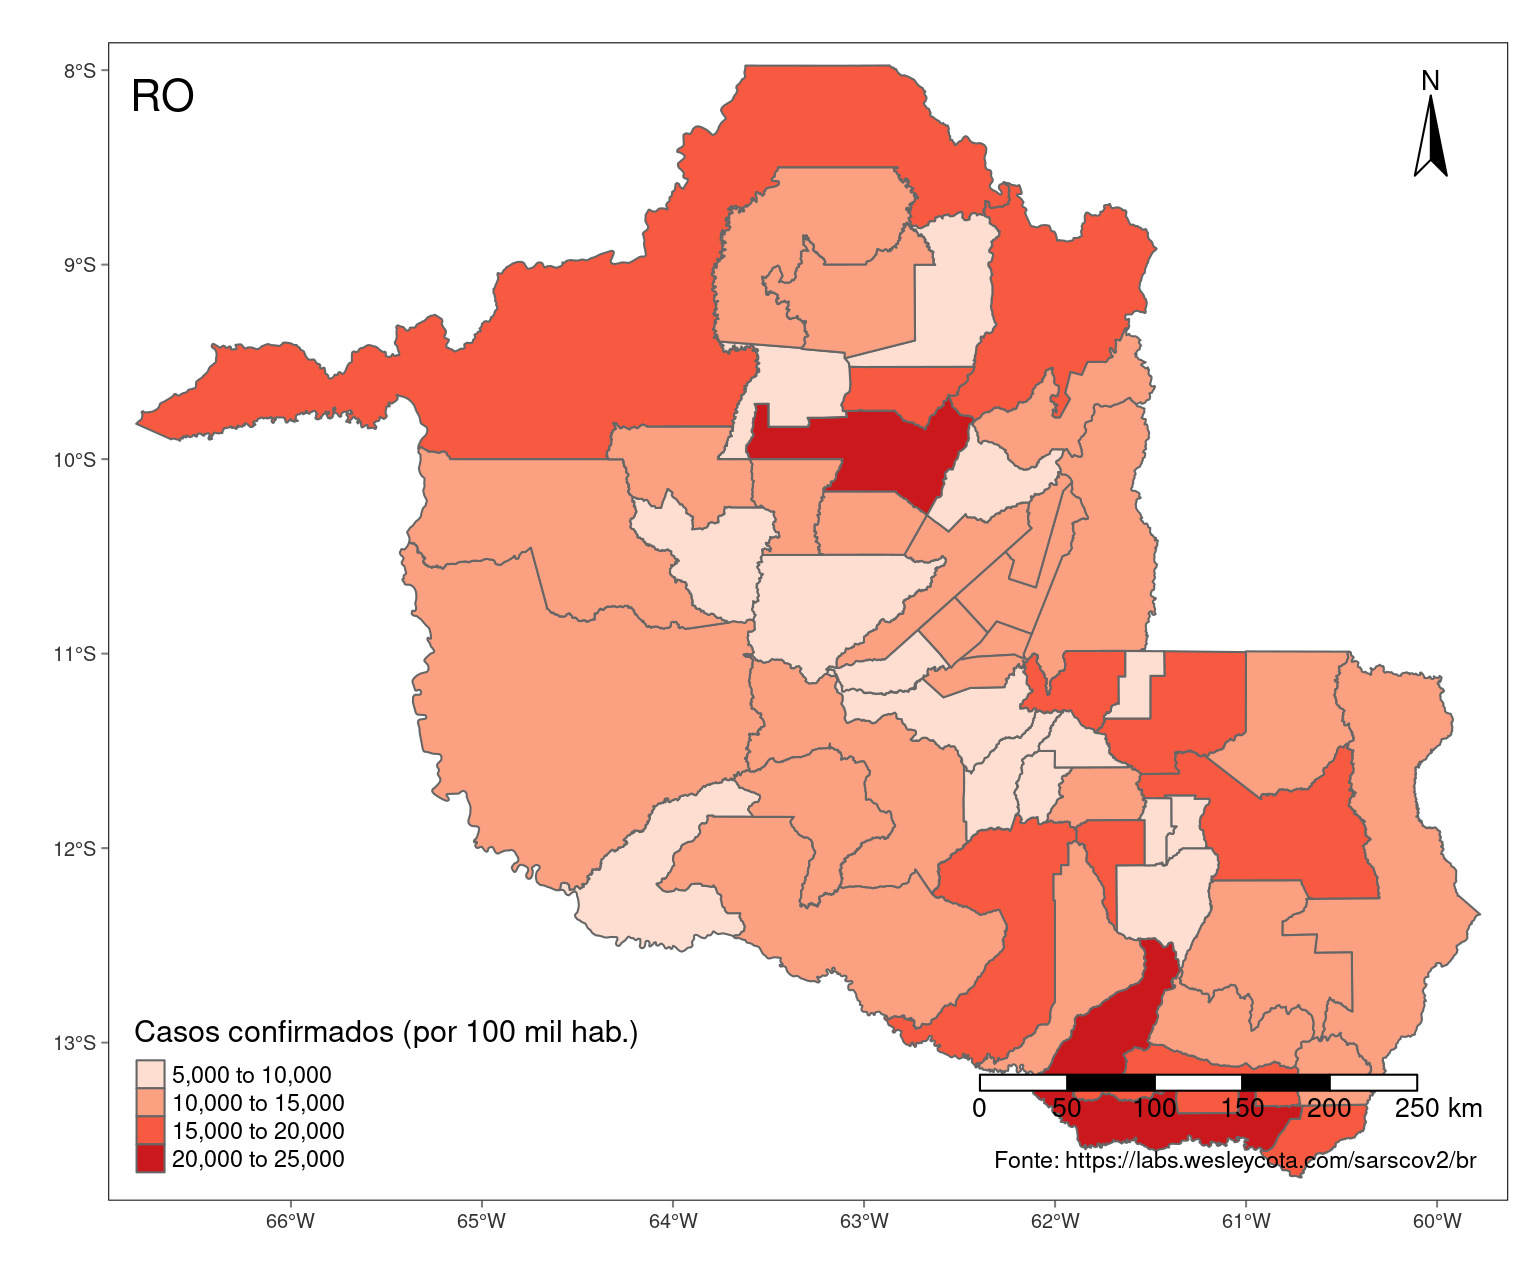 RO
N
8°S
9°S
10°S
11°S
12°S
13°S
Casos confirmados (por 100 mil hab.)
5,000 to 10,000
10,000 to 15,000
15,000 to 20,000
20,000 to 25,000
0 50 100 150 200 250 km
Fonte: https://labs.wesleycota.com/sarscov2/br
66°W 65°W 64°W 63°W 62°W 61°W 60°W